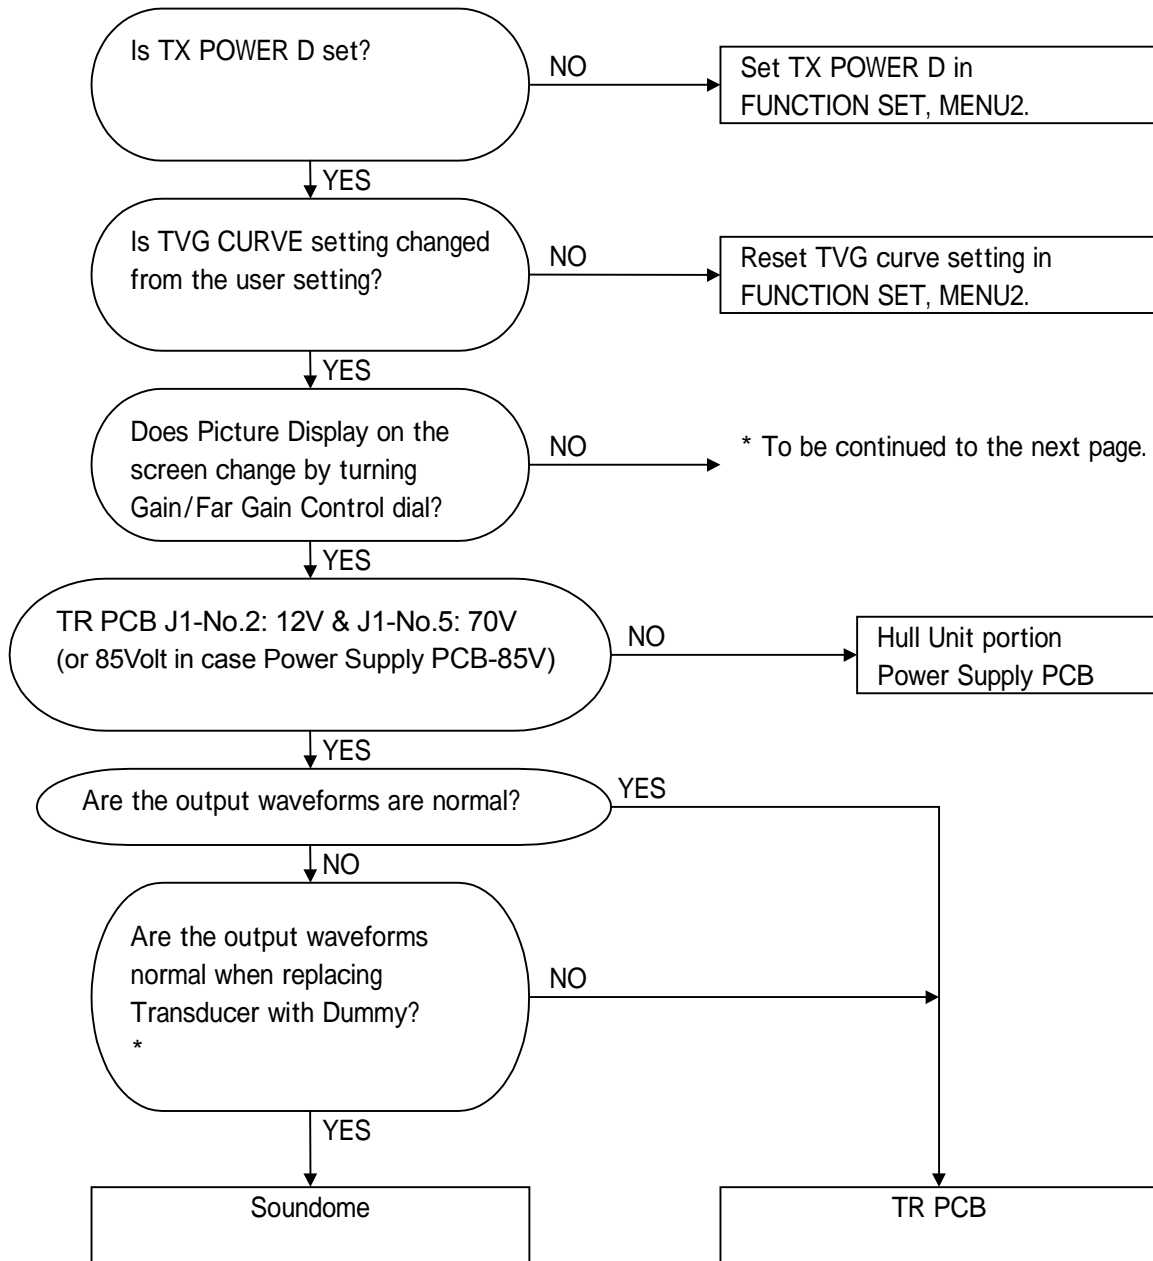 Is TX POWER D set?
NO
Set TX POWER D in
FUNCTION SET, MENU2.
YES
Is TVG CURVE setting changed
from the user setting?
NO
Reset TVG curve setting in
FUNCTION SET, MENU2.
YES
Does Picture Display on the
screen change by turning
Gain/Far Gain Control dial?
NO
* To be continued to the next page.
YES
TR PCB J1-No.2: 12V & J1-No.5: 70V
(or 85Volt in case Power Supply PCB-85V)
NO
Hull Unit portion
Power Supply PCB
YES
Are the output waveforms are normal?
YES
NO
Are the output waveforms
normal when replacing
Transducer with Dummy?
*
NO
YES
Soundome
TR PCB